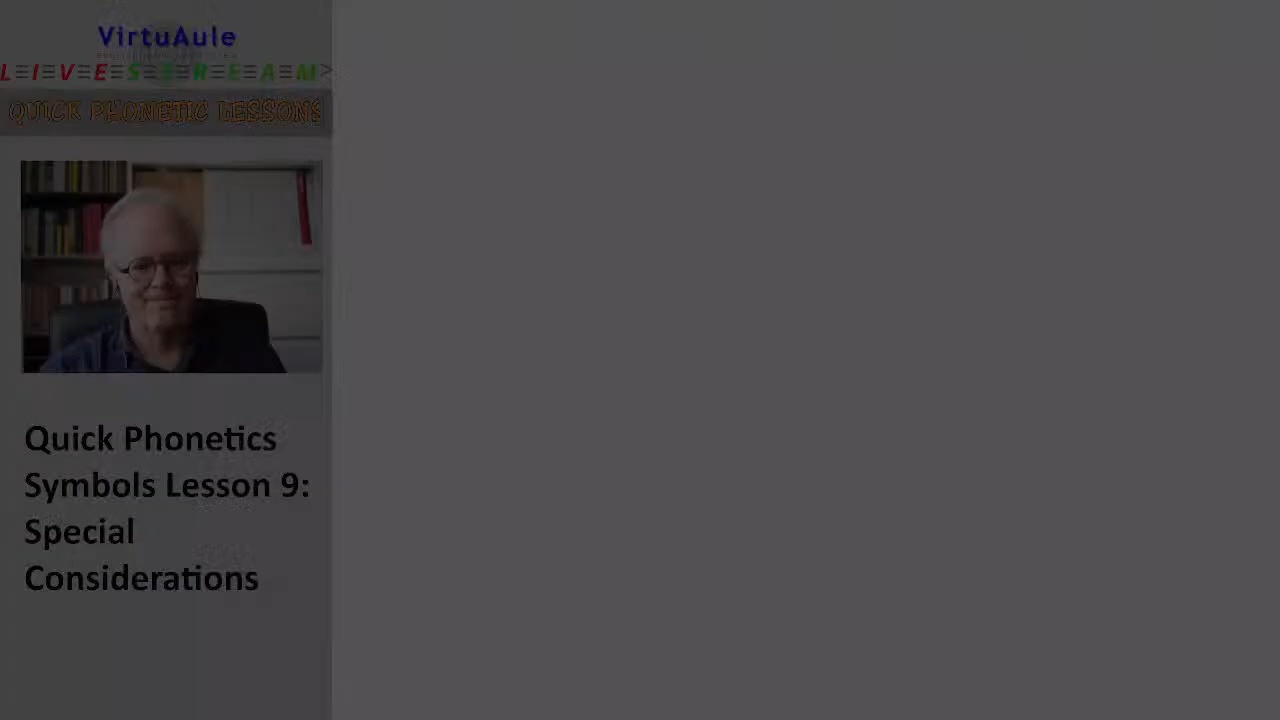 VirtuAule
L≡I≡V≡E≡S≡T≡R≡E≡A≡M>
QUICK PHONETIC LESSONS
Quick Phonetics
Symbols Lesson 9:
Special
Considerations